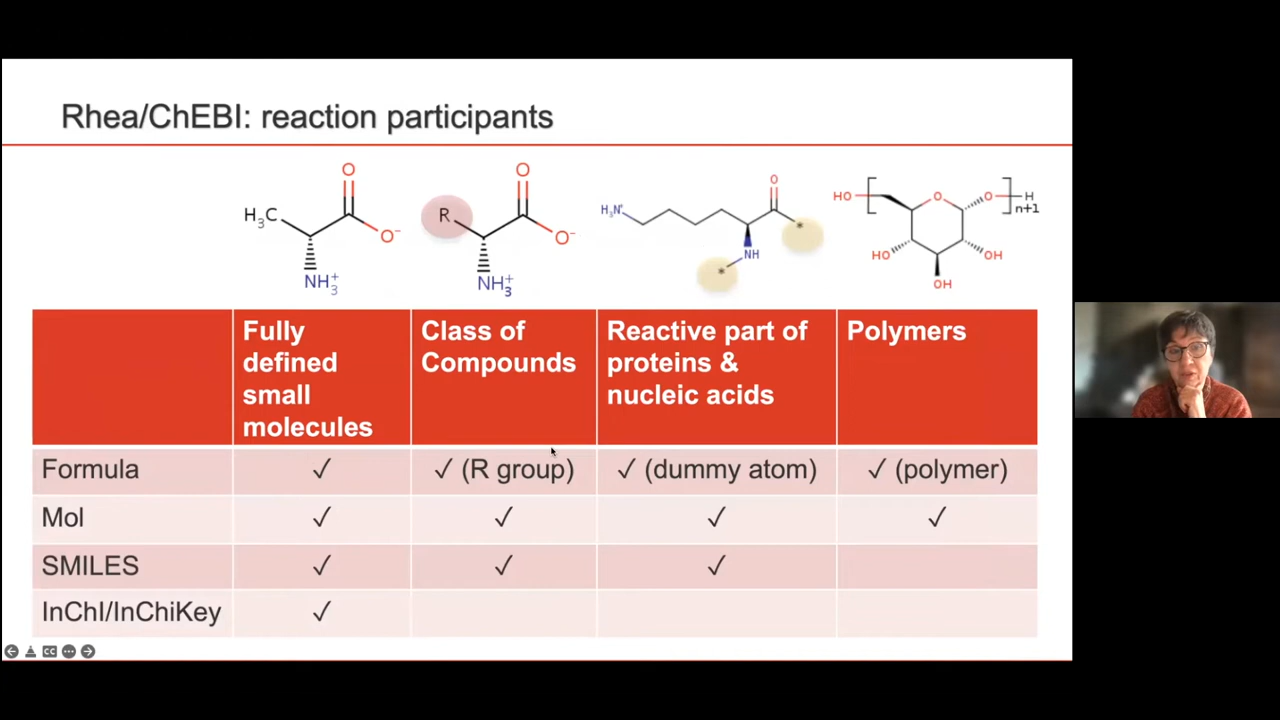 Rhea/ChEBI: reaction participants
H3C O O- NH3+
R O O- NH3+
H3N+ O * NH *
HO O O H n+1 HO OH OH
Fully defined small molecules
Class of Compounds
Reactive part of proteins & nucleic acids
Polymers
Formula ✓ ✓ (R group) ✓ (dummy atom) ✓ (polymer)
Mol ✓ ✓ ✓ ✓
SMILES ✓ ✓ ✓
InChI/InChiKey ✓
CC